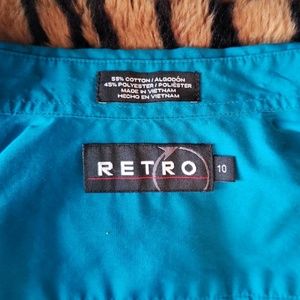 55% COTTON / ALGODÓN
45% POLYESTER / POLIÉSTER
MADE IN VIETNAM
HECHO EN VIETNAM
RETRO 10